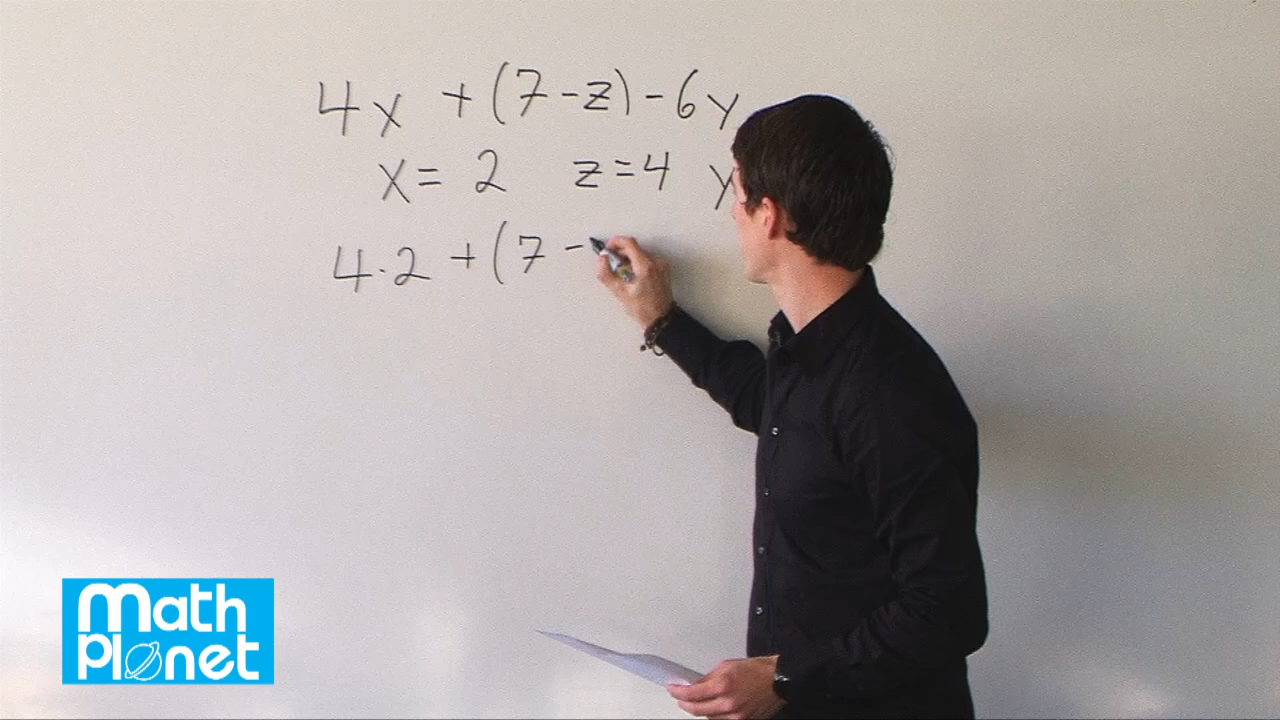 4x + (7 - z) - 6y
x = 2 z = 4 y
4·2 + (7 -
Math
Planet